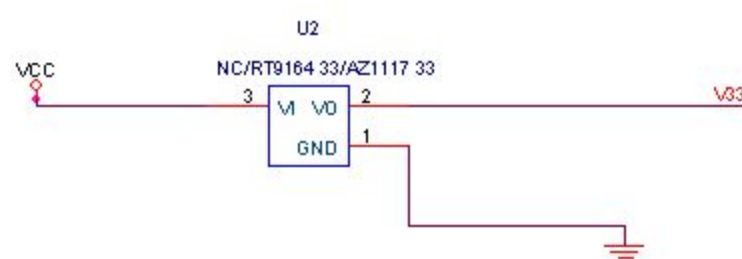 U2
VCC
NC/RT9164 33/AZ1117 33
3
VI VO
2
V33
GND
1